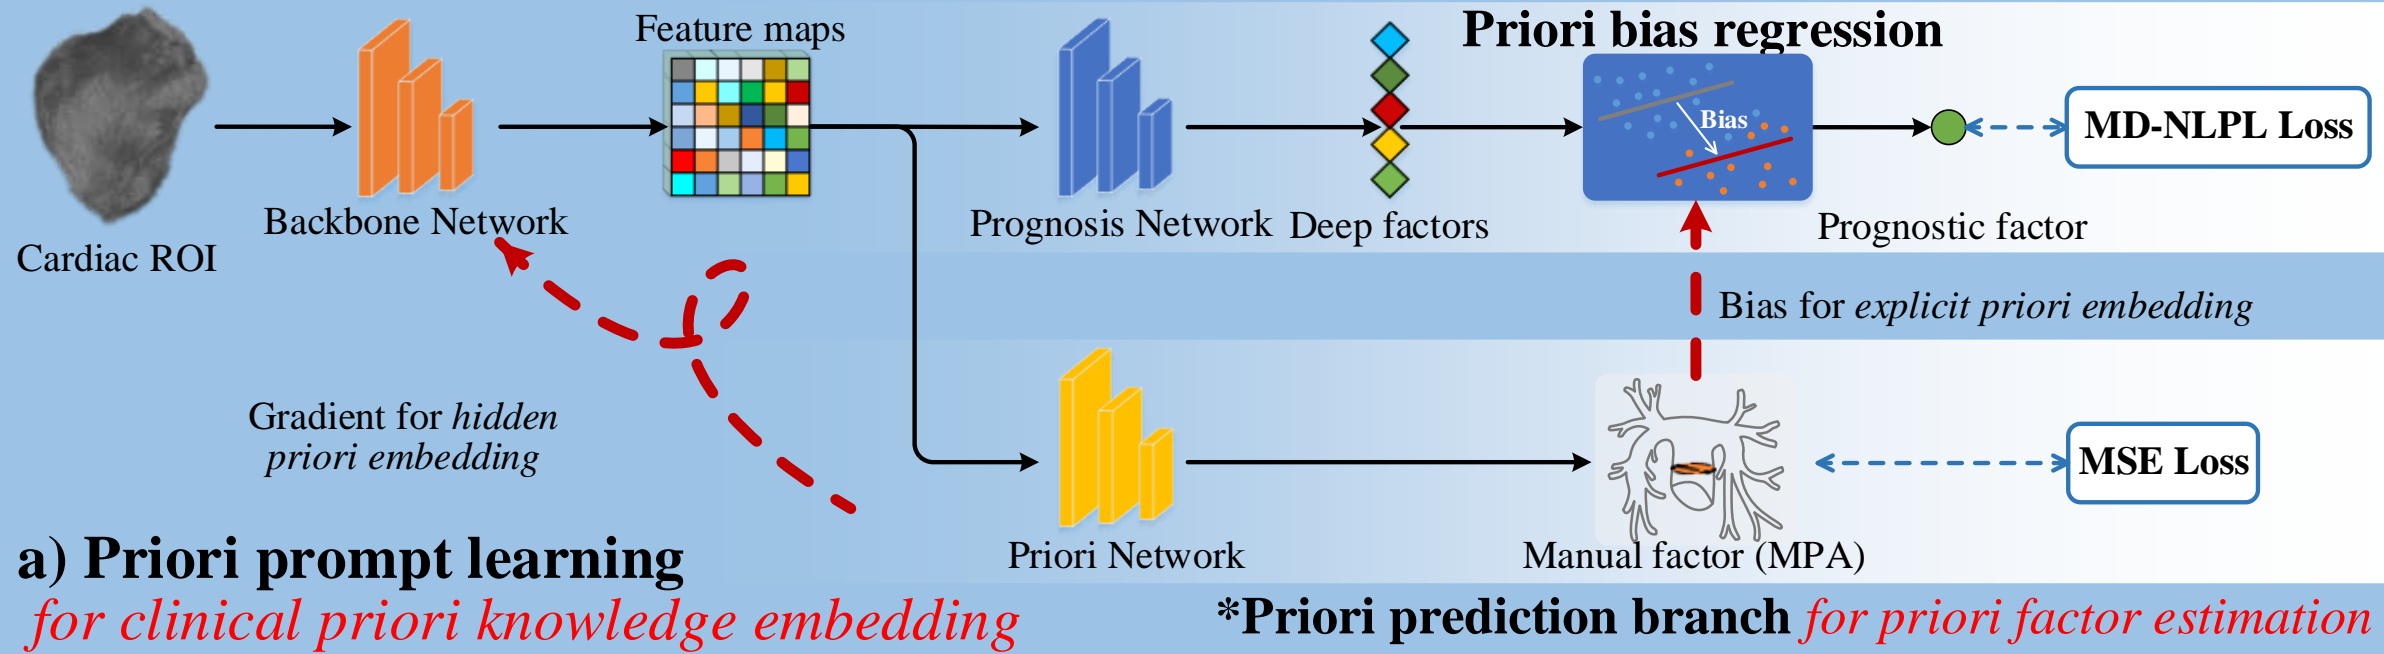 Feature maps
Priori bias regression
Bias
MD-NLPL Loss
Cardiac ROI
Backbone Network
Prognosis Network
Deep factors
Prognostic factor
Bias for explicit priori embedding
Gradient for hidden
priori embedding
MSE Loss
Priori Network
Manual factor (MPA)
a) Priori prompt learning
for clinical priori knowledge embedding
*Priori prediction branch for priori factor estimation